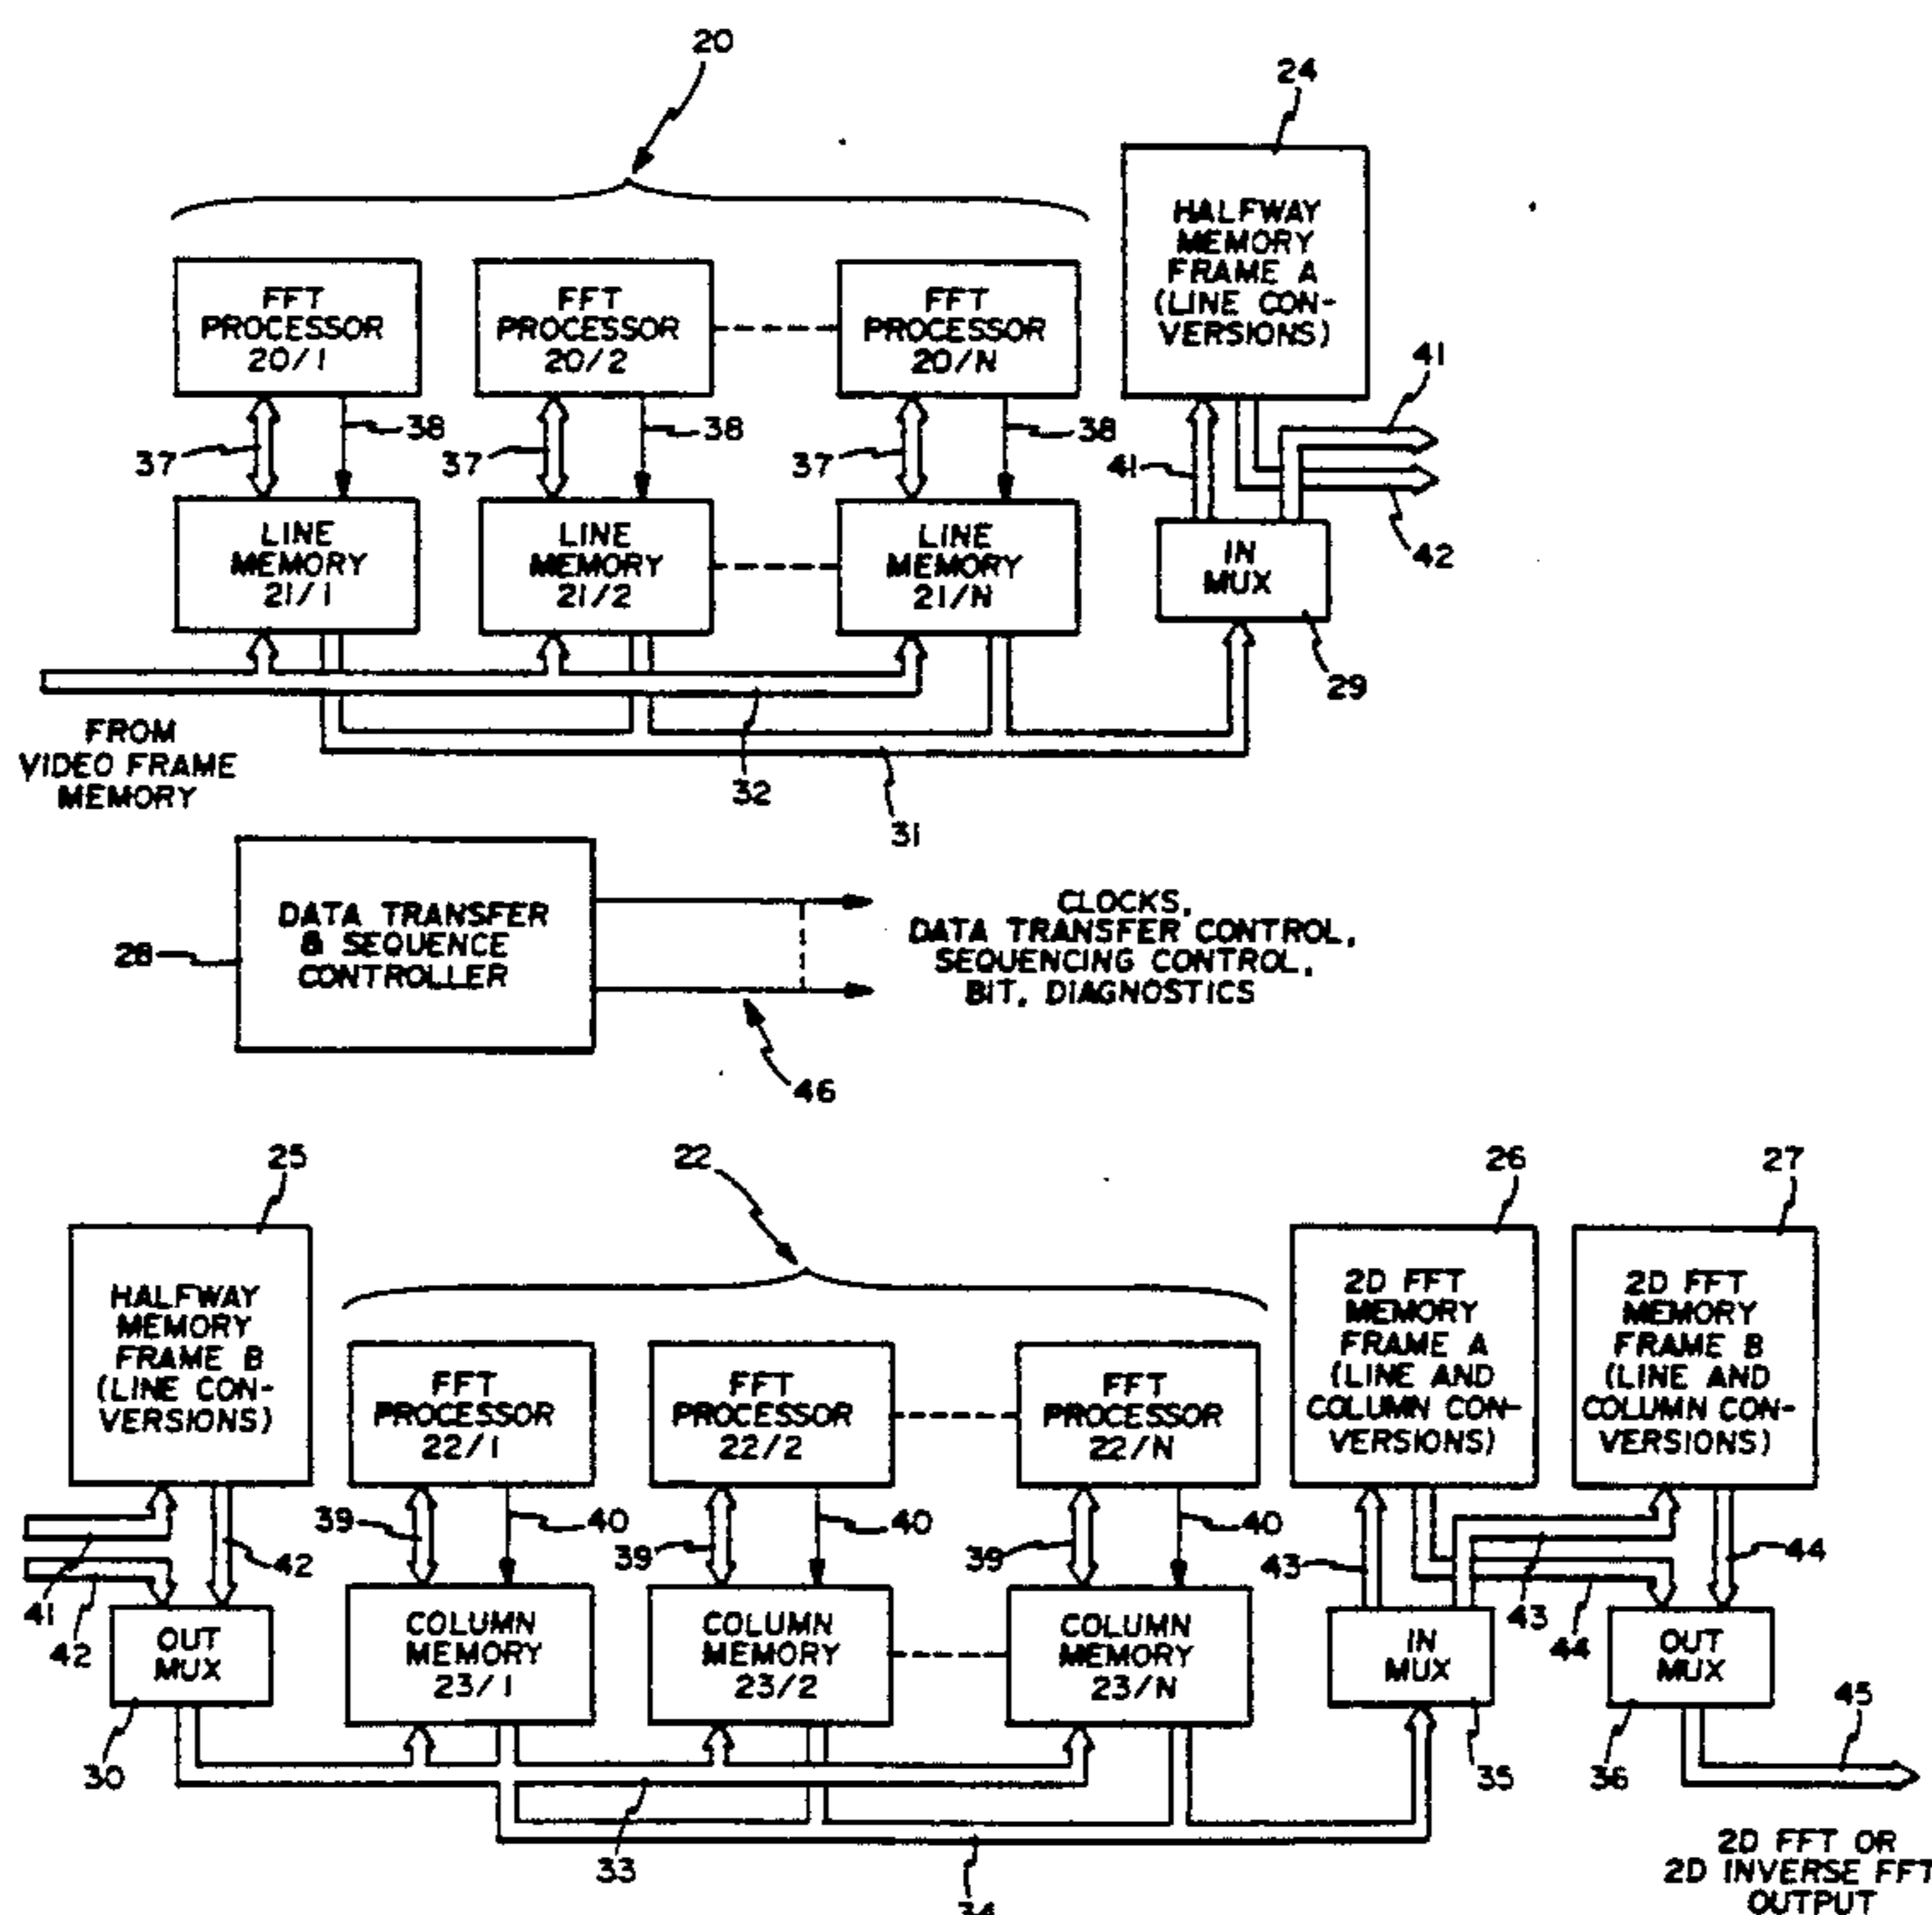 20
24
HALFWAY
MEMORY
FRAME A
(LINE CON-
VERSIONS)
FFT
PROCESSOR
20/1
FFT
PROCESSOR
20/2
FFT
PROCESSOR
20/N
37
38
37
38
37
38
41
41
42
LINE
MEMORY
21/1
LINE
MEMORY
21/2
LINE
MEMORY
21/N
IN
MUX
29
FROM
VIDEO FRAME
MEMORY
32
31
28
DATA TRANSFER
& SEQUENCE
CONTROLLER
CLOCKS,
DATA TRANSFER CONTROL,
SEQUENCING CONTROL,
BIT, DIAGNOSTICS
46
25
22
26
27
HALFWAY
MEMORY
FRAME B
(LINE CON-
VERSIONS)
FFT
PROCESSOR
22/1
FFT
PROCESSOR
22/2
FFT
PROCESSOR
22/N
2D FFT
MEMORY
FRAME A
(LINE AND
COLUMN CON-
VERSIONS)
2D FFT
MEMORY
FRAME B
(LINE AND
COLUMN CON-
VERSIONS)
41
42
42
39
40
39
40
39
40
43
43
44
44
OUT
MUX
30
COLUMN
MEMORY
23/1
COLUMN
MEMORY
23/2
COLUMN
MEMORY
23/N
IN
MUX
35
OUT
MUX
36
45
33
34
2D FFT OR
2D INVERSE FFT
OUTPUT